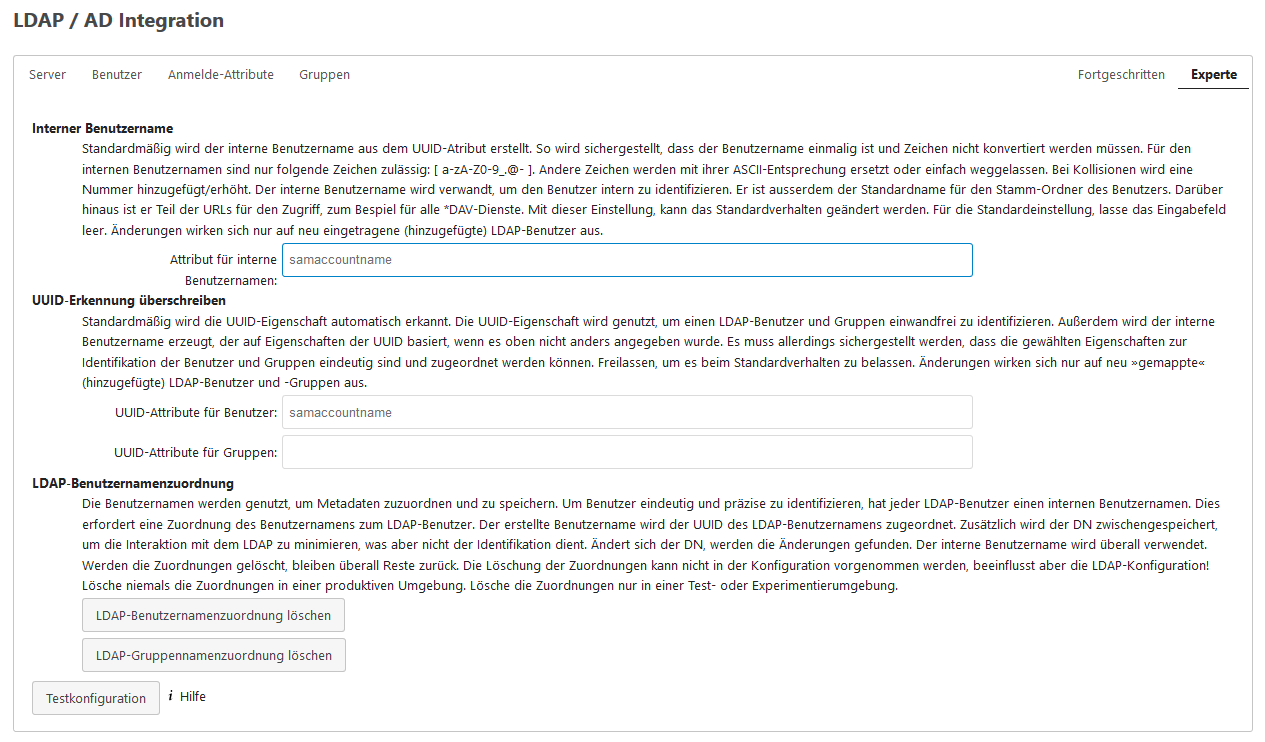 LDAP / AD Integration
Server Benutzer Anmelde-Attribute Gruppen Fortgeschritten Experte
Interner Benutzername
Standardmäßig wird der interne Benutzername aus dem UUID-Atribut erstellt. So wird sichergestellt, dass der Benutzername einmalig ist und Zeichen nicht konvertiert werden müssen. Für den
internen Benutzernamen sind nur folgende Zeichen zulässig: [ a-zA-Z0-9_.@- ]. Andere Zeichen werden mit ihrer ASCII-Entsprechung ersetzt oder einfach weggelassen. Bei Kollisionen wird eine
Nummer hinzugefügt/erhöht. Der interne Benutzername wird verwandt, um den Benutzer intern zu identifizieren. Er ist ausserdem der Standardname für den Stamm-Ordner des Benutzers. Darüber
hinaus ist er Teil der URLs für den Zugriff, zum Bespiel für alle *DAV-Dienste. Mit dieser Einstellung, kann das Standardverhalten geändert werden. Für die Standardeinstellung, lasse das Eingabefeld
leer. Änderungen wirken sich nur auf neu eingetragene (hinzugefügte) LDAP-Benutzer aus.
Attribut für interne samaccountname
Benutzernamen:
UUID-Erkennung überschreiben
Standardmäßig wird die UUID-Eigenschaft automatisch erkannt. Die UUID-Eigenschaft wird genutzt, um einen LDAP-Benutzer und Gruppen einwandfrei zu identifizieren. Außerdem wird der interne
Benutzername erzeugt, der auf Eigenschaften der UUID basiert, wenn es oben nicht anders angegeben wurde. Es muss allerdings sichergestellt werden, dass die gewählten Eigenschaften zur
Identifikation der Benutzer und Gruppen eindeutig sind und zugeordnet werden können. Freilassen, um es beim Standardverhalten zu belassen. Änderungen wirken sich nur auf neu »gemappte«
(hinzugefügte) LDAP-Benutzer und -Gruppen aus.
UUID-Attribute für Benutzer: samaccountname
UUID-Attribute für Gruppen:
LDAP-Benutzernamenzuordnung
Die Benutzernamen werden genutzt, um Metadaten zuzuordnen und zu speichern. Um Benutzer eindeutig und präzise zu identifizieren, hat jeder LDAP-Benutzer einen internen Benutzernamen. Dies
erfordert eine Zuordnung des Benutzernamens zum LDAP-Benutzer. Der erstellte Benutzername wird der UUID des LDAP-Benutzernamens zugeordnet. Zusätzlich wird der DN zwischengespeichert,
um die Interaktion mit dem LDAP zu minimieren, was aber nicht der Identifikation dient. Ändert sich der DN, werden die Änderungen gefunden. Der interne Benutzername wird überall verwendet.
Werden die Zuordnungen gelöscht, bleiben überall Reste zurück. Die Löschung der Zuordnungen kann nicht in der Konfiguration vorgenommen werden, beeinflusst aber die LDAP-Konfiguration!
Lösche niemals die Zuordnungen in einer produktiven Umgebung. Lösche die Zuordnungen nur in einer Test- oder Experimentierumgebung.
LDAP-Benutzernamenzuordnung löschen
LDAP-Gruppennamenzuordnung löschen
Testkonfiguration i Hilfe